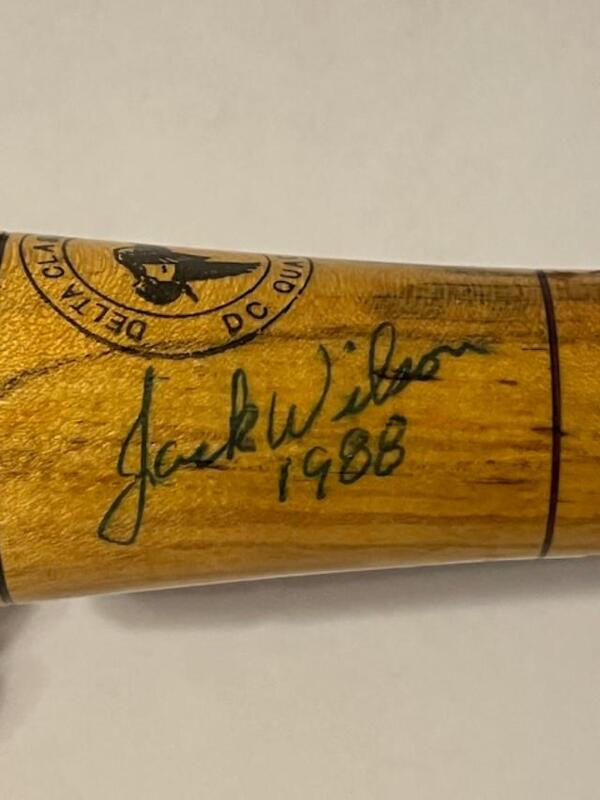 DELTA CLA
DC QUA
Jack Wilson
1988